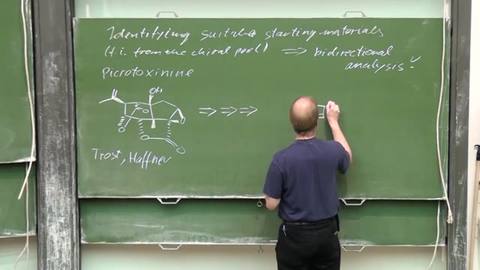 Identifying suitable starting materials
(f. i. from the chiral pool) ⇒ bidirectional
analysis!
Picrotoxinine
OH
O
O
O
O
⇒ ⇒ ⇒
Trost, Haffner